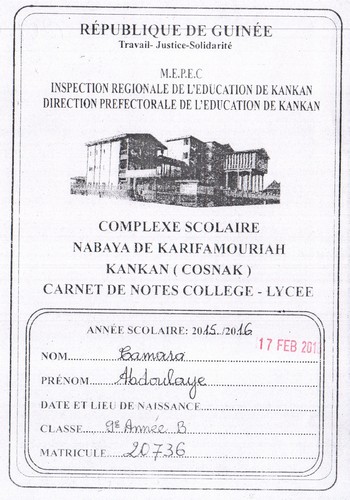 RÉPUBLIQUE DE GUINÉE
Travail- Justice-Solidarité
M.E.P.E.C
INSPECTION REGIONALE DE L'EDUCATION DE KANKAN
DIRECTION PREFECTORALE DE L'EDUCATION DE KANKAN
COMPLEXE SCOLAIRE
NABAYA DE KARIFAMOURIAH
KANKAN ( COSNAK )
CARNET DE NOTES COLLEGE - LYCEE
ANNÉE SCOLAIRE: 2015../2016
17 FEB 201
NOM...........Camara
PRÉNOM.......Abdoulaye
DATE ET LIEU DE NAISSANCE..................
CLASSE......9e Année B
MATRICULE......20736